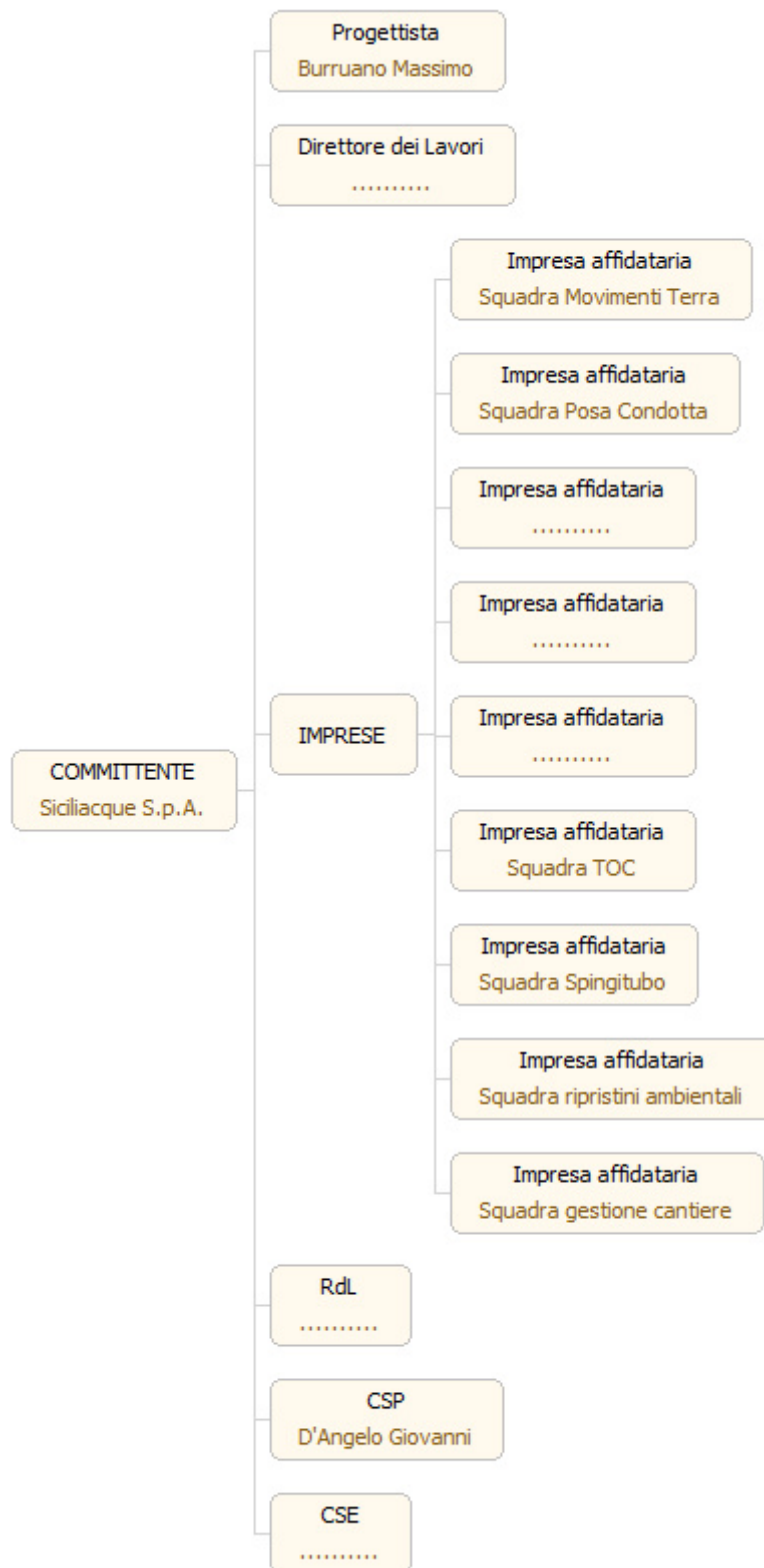 Progettista
Burruano Massimo
Direttore dei Lavori
..........
Impresa affidataria
Squadra Movimenti Terra
Impresa affidataria
Squadra Posa Condotta
Impresa affidataria
..........
Impresa affidataria
..........
IMPRESE
Impresa affidataria
..........
COMMITTENTE
Siciliacque S.p.A.
Impresa affidataria
Squadra TOC
Impresa affidataria
Squadra Spingitubo
Impresa affidataria
Squadra ripristini ambientali
Impresa affidataria
Squadra gestione cantiere
RdL
..........
CSP
D'Angelo Giovanni
CSE
..........